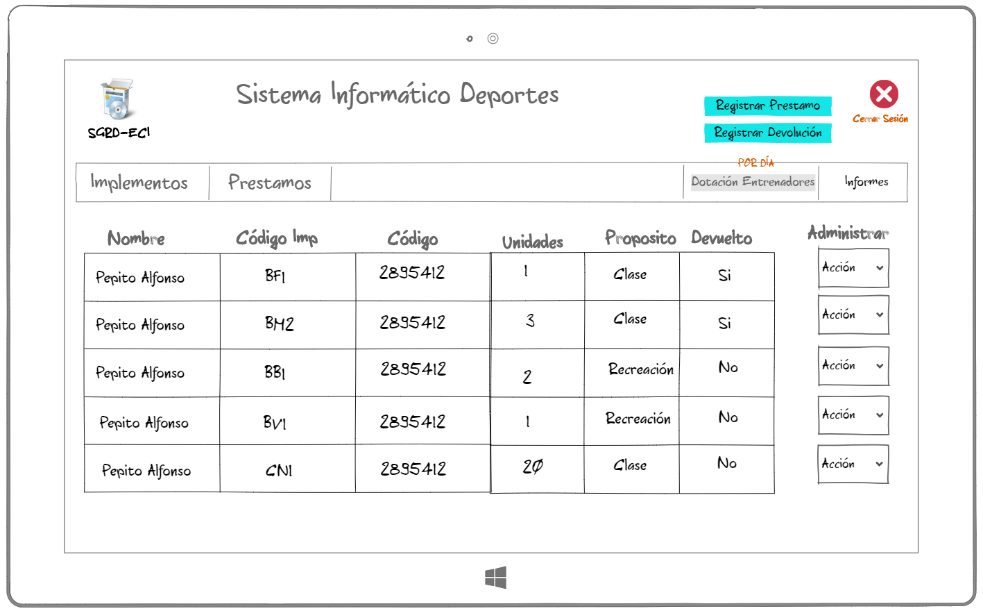 Sistema Informático Deportes
SGRD-ECI
Registrar Prestamo
Registrar Devolución
Cerrar Sesión
POR DÍA
Implementos Prestamos Dotación Entrenadores Informes
Nombre Código Imp Código Unidades Proposito Devuelto Administrar
Pepito Alfonso BF1 2895412 1 Clase Si Acción
Pepito Alfonso BM2 2895412 3 Clase Si Acción
Pepito Alfonso BB1 2895412 2 Recreación No Acción
Pepito Alfonso BV1 2895412 1 Recreación No Acción
Pepito Alfonso CN1 2895412 20 Clase No Acción